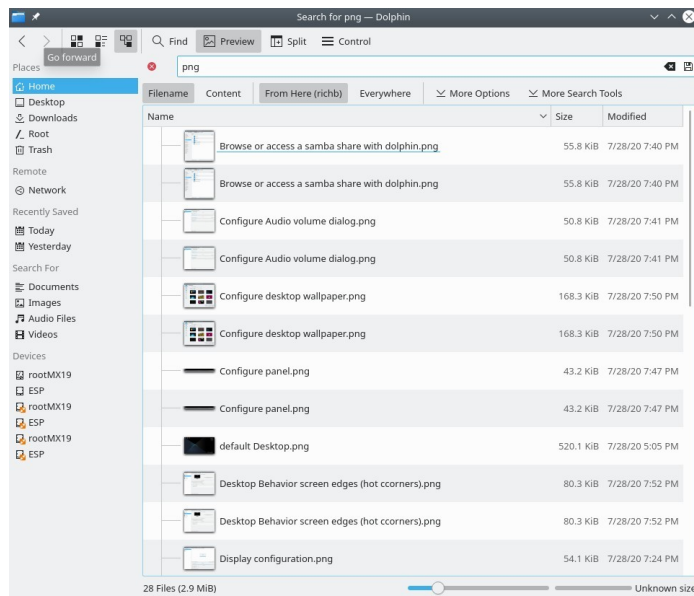 Search for png — Dolphin
Find Preview Split Control
Go forward
Places
Home
Desktop
Downloads
Root
Trash
Remote
Network
Recently Saved
Today
Yesterday
Search For
Documents
Images
Audio Files
Videos
Devices
rootMX19
ESP
rootMX19
ESP
rootMX19
ESP
png
Filename Content From Here (richb) Everywhere More Options More Search Tools
Name Size Modified
Browse or access a samba share with dolphin.png 55.8 KiB 7/28/20 7:40 PM
Browse or access a samba share with dolphin.png 55.8 KiB 7/28/20 7:40 PM
Configure Audio volume dialog.png 50.8 KiB 7/28/20 7:41 PM
Configure Audio volume dialog.png 50.8 KiB 7/28/20 7:41 PM
Configure desktop wallpaper.png 168.3 KiB 7/28/20 7:50 PM
Configure desktop wallpaper.png 168.3 KiB 7/28/20 7:50 PM
Configure panel.png 43.2 KiB 7/28/20 7:47 PM
Configure panel.png 43.2 KiB 7/28/20 7:47 PM
default Desktop.png 520.1 KiB 7/28/20 5:05 PM
Desktop Behavior screen edges (hot ccorners).png 80.3 KiB 7/28/20 7:52 PM
Desktop Behavior screen edges (hot ccorners).png 80.3 KiB 7/28/20 7:52 PM
Display configuration.png 54.1 KiB 7/28/20 7:24 PM
28 Files (2.9 MiB) Unknown size